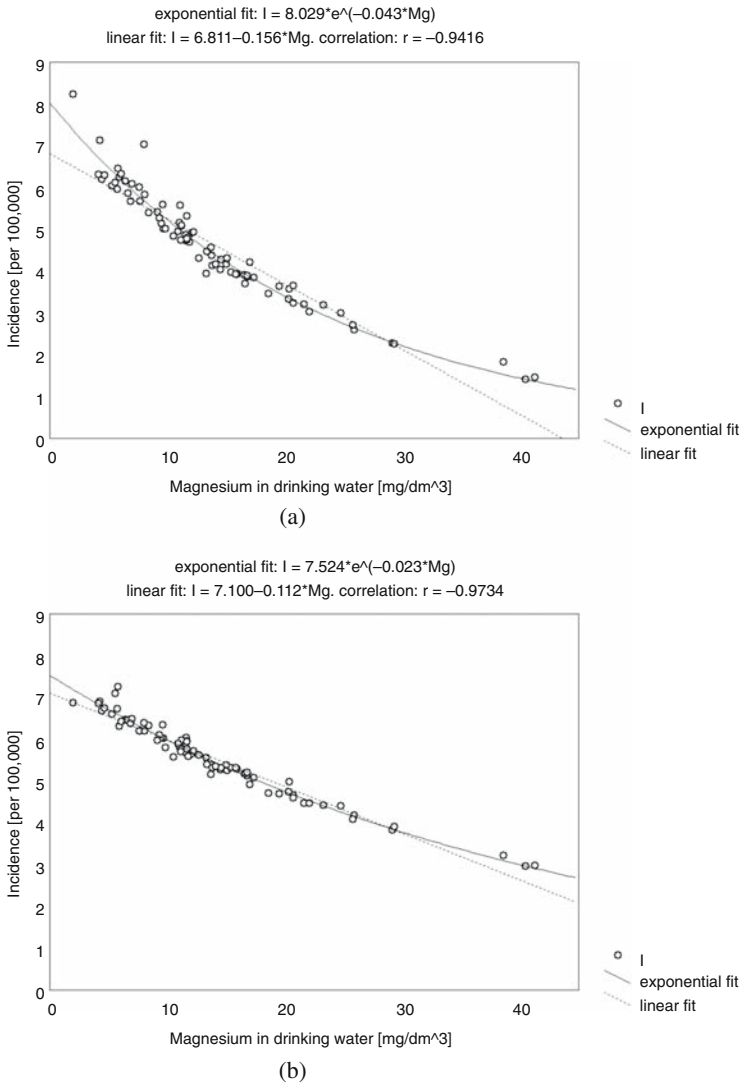 exponential fit: I = 8.029*e^(–0.043*Mg)
linear fit: I = 6.811–0.156*Mg. correlation: r = –0.9416
9
8
7
6
5
4
3
2
1
0
Incidence [per 100,000]
0 10 20 30 40
Magnesium in drinking water [mg/dm^3]
I
exponential fit
linear fit
(a)
exponential fit: I = 7.524*e^(–0.023*Mg)
linear fit: I = 7.100–0.112*Mg. correlation: r = –0.9734
9
8
7
6
5
4
3
2
1
0
Incidence [per 100,000]
0 10 20 30 40
Magnesium in drinking water [mg/dm^3]
I
exponential fit
linear fit
(b)